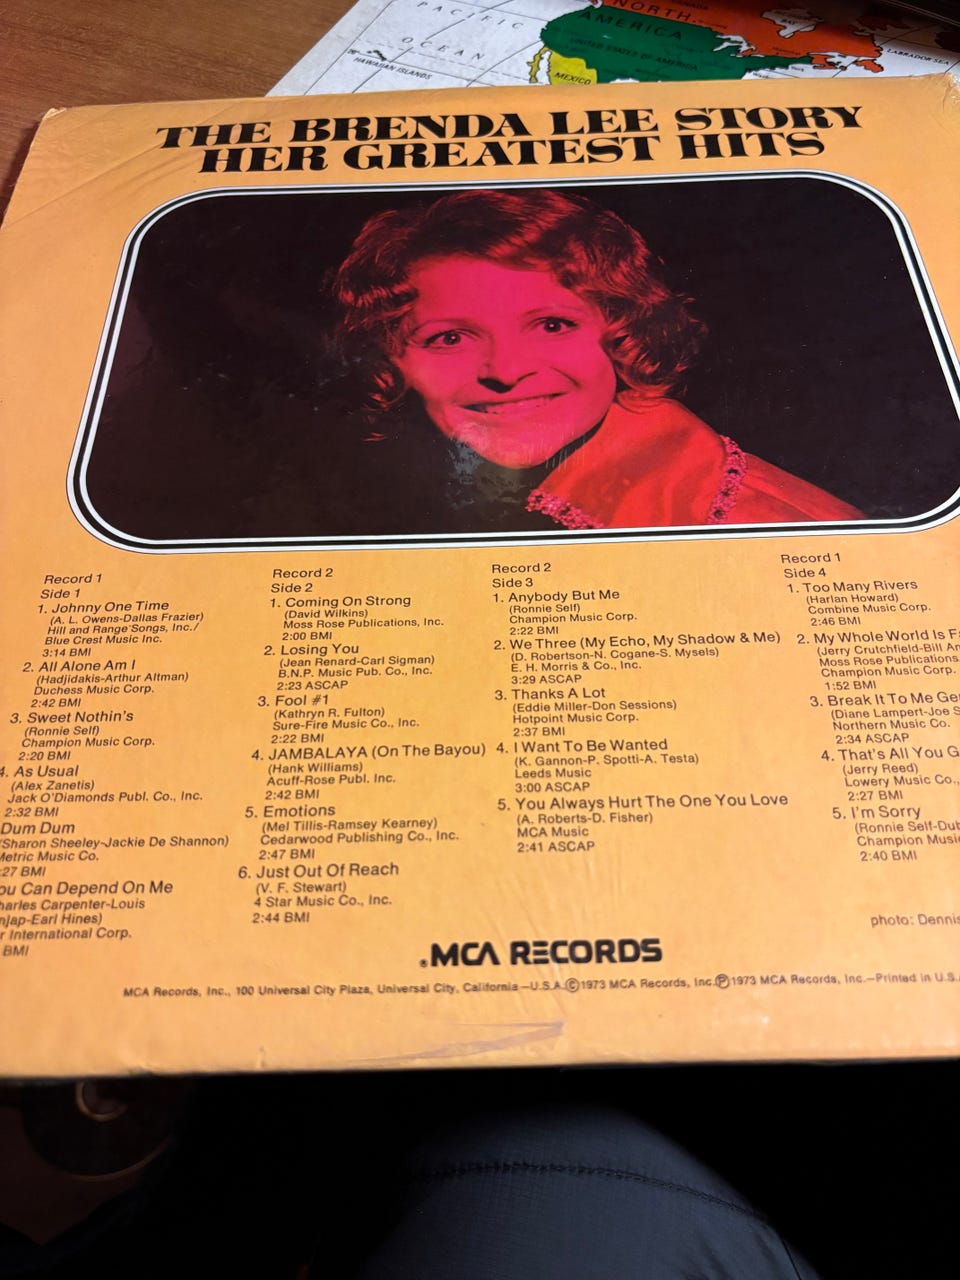 PACIFIC
OCEAN
HAWAIIAN ISLANDS
NORTH
AMERICA
UNITED STATES OF AMERICA
MEXICO
LABRADOR SEA
THE BRENDA LEE STORY
HER GREATEST HITS
Record 1
Side 1
1. Johnny One Time
(A. L. Owens-Dallas Frazier)
Hill and Range Songs, Inc./
Blue Crest Music Inc.
3:14 BMI
2. All Alone Am I
(Hadjidakis-Arthur Altman)
Duchess Music Corp.
2:42 BMI
3. Sweet Nothin's
(Ronnie Self)
Champion Music Corp.
2:20 BMI
4. As Usual
(Alex Zanetis)
Jack O'Diamonds Publ. Co., Inc.
2:32 BMI
Dum Dum
(Sharon Sheeley-Jackie De Shannon)
Metric Music Co.
:27 BMI
ou Can Depend On Me
harles Carpenter-Louis
nlap-Earl Hines)
r International Corp.
BMI
Record 2
Side 2
1. Coming On Strong
(David Wilkins)
Moss Rose Publications, Inc.
2:00 BMI
2. Losing You
(Jean Renard-Carl Sigman)
B.N.P. Music Pub. Co., Inc.
2:23 ASCAP
3. Fool #1
(Kathryn R. Fulton)
Sure-Fire Music Co., Inc.
2:22 BMI
4. JAMBALAYA (On The Bayou)
(Hank Williams)
Acuff-Rose Publ. Inc.
2:42 BMI
5. Emotions
(Mel Tillis-Ramsey Kearney)
Cedarwood Publishing Co., Inc.
2:47 BMI
6. Just Out Of Reach
(V. F. Stewart)
4 Star Music Co., Inc.
2:44 BMI
Record 2
Side 3
1. Anybody But Me
(Ronnie Self)
Champion Music Corp.
2:22 BMI
2. We Three (My Echo, My Shadow & Me)
(D. Robertson-N. Cogane-S. Mysels)
E. H. Morris & Co., Inc.
3:29 ASCAP
3. Thanks A Lot
(Eddie Miller-Don Sessions)
Hotpoint Music Corp.
2:37 BMI
4. I Want To Be Wanted
(K. Gannon-P. Spotti-A. Testa)
Leeds Music
3:00 ASCAP
5. You Always Hurt The One You Love
(A. Roberts-D. Fisher)
MCA Music
2:41 ASCAP
Record 1
Side 4
1. Too Many Rivers
(Harlan Howard)
Combine Music Corp.
2:46 BMI
2. My Whole World Is F
(Jerry Crutchfield-Bill An
Moss Rose Publications
Champion Music Corp.
1:52 BMI
3. Break It To Me Ge
(Diane Lampert-Joe S
Northern Music Co.
2:34 ASCAP
4. That's All You G
(Jerry Reed)
Lowery Music Co.,
2:27 BMI
5. I'm Sorry
(Ronnie Self-Dub
Champion Music
2:40 BMI
photo: Dennis
MCA RECORDS
MCA Records, Inc., 100 Universal City Plaza, Universal City, California—U.S.A. ©1973 MCA Records, Inc. ℗1973 MCA Records, Inc.—Printed in U.S.